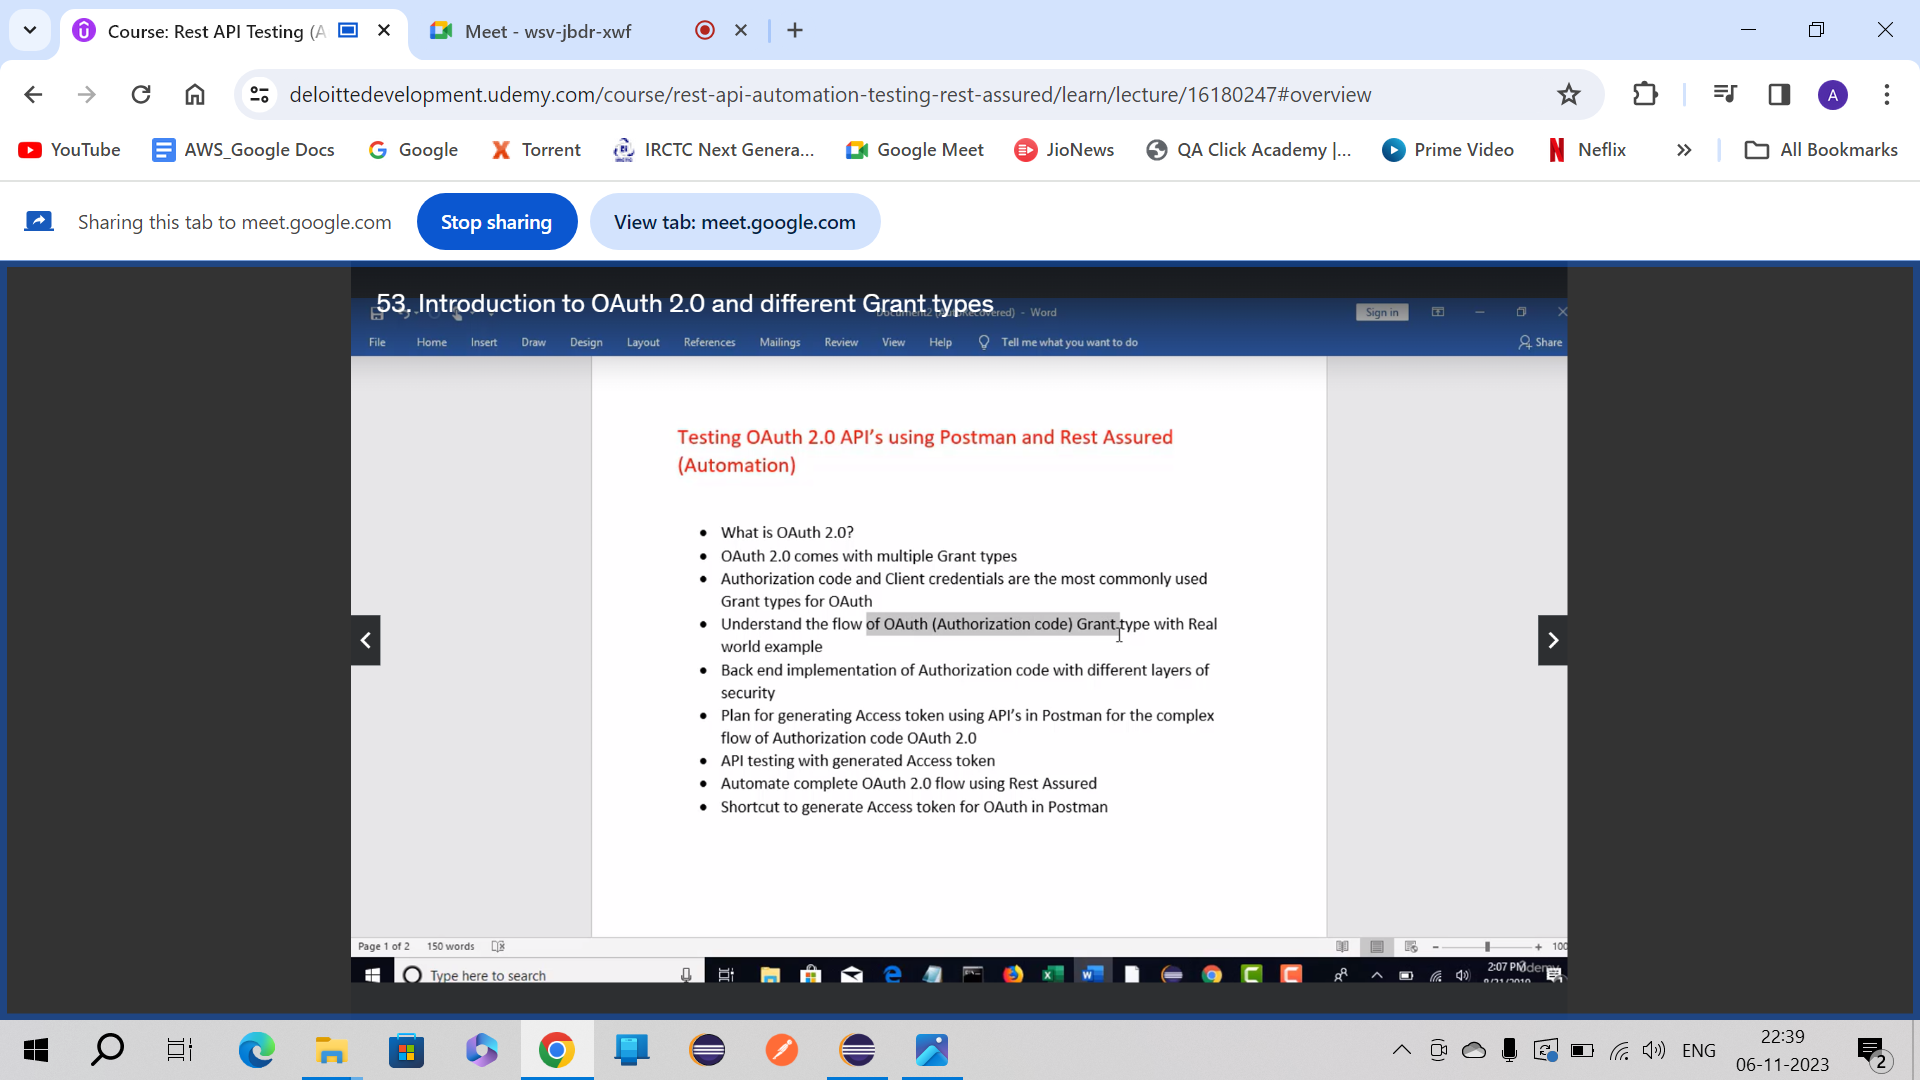 Course: Rest API Testing (A
Meet - wsv-jbdr-xwf
deloittedevelopment.udemy.com/course/rest-api-automation-testing-rest-assured/learn/lecture/16180247#overview
A
YouTube AWS_Google Docs Google Torrent IRCTC Next Genera... Google Meet JioNews QA Click Academy |... Prime Video Neflix » All Bookmarks
Sharing this tab to meet.google.com Stop sharing View tab: meet.google.com
53. Introduction to OAuth 2.0 and different Grant types
- Word Sign in
File Home Insert Draw Design Layout References Mailings Review View Help Tell me what you want to do Share
Testing OAuth 2.0 API's using Postman and Rest Assured
(Automation)
• What is OAuth 2.0?
• OAuth 2.0 comes with multiple Grant types
• Authorization code and Client credentials are the most commonly used
Grant types for OAuth
• Understand the flow of OAuth (Authorization code) Grant type with Real
world example
• Back end implementation of Authorization code with different layers of
security
• Plan for generating Access token using API's in Postman for the complex
flow of Authorization code OAuth 2.0
• API testing with generated Access token
• Automate complete OAuth 2.0 flow using Rest Assured
• Shortcut to generate Access token for OAuth in Postman
Page 1 of 2 150 words 100
Type here to search
2:07 PM
ENG
22:39
06-11-2023
2